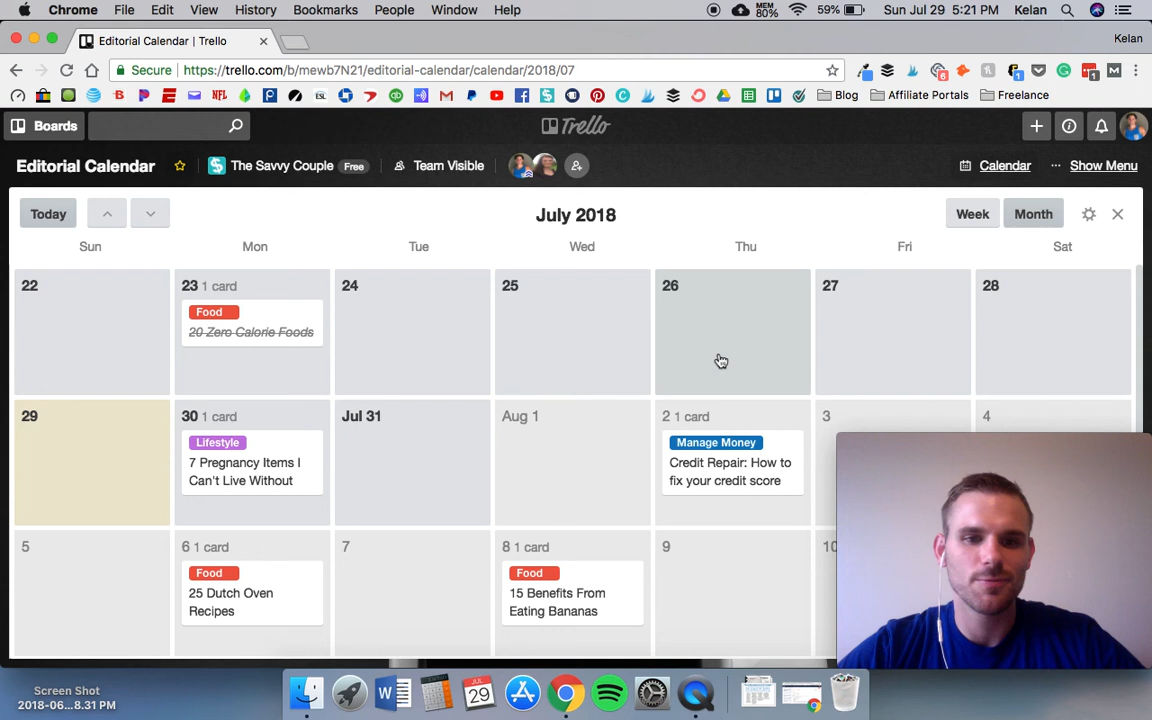 Chrome File Edit View History Bookmarks People Window Help MEM 80% 59% Sun Jul 29 5:21 PM Kelan
Editorial Calendar | Trello Kelan
Secure https://trello.com/b/mewb7N21/editorial-calendar/calendar/2018/07
Blog Affiliate Portals Freelance
Boards Trello
Editorial Calendar The Savvy Couple Free Team Visible Calendar Show Menu
Today July 2018 Week Month
Sun Mon Tue Wed Thu Fri Sat
22 23 1 card 24 25 26 27 28
Food
20 Zero Calorie Foods
29 30 1 card Jul 31 Aug 1 2 1 card 3 4
Lifestyle Manage Money
7 Pregnancy Items I Credit Repair: How to
Can't Live Without fix your credit score
5 6 1 card 7 8 1 card 9 10
Food Food
25 Dutch Oven 15 Benefits From
Recipes Eating Bananas
JUL
29
Screen Shot
2018-06...8.31 PM